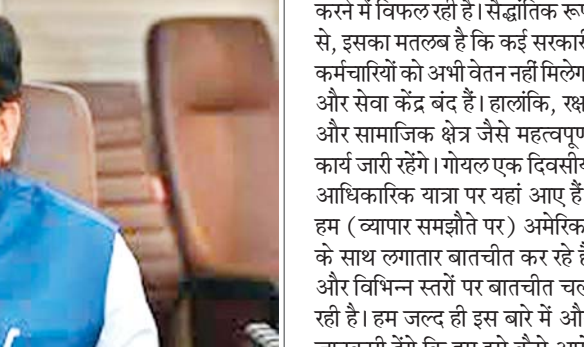 करने में विफल रही है। सैद्धांतिक रूप
से, इसका मतलब है कि कई सरकारी
कर्मचारियों को अभी वेतन नहीं मिलेगा
और सेवा केंद्र बंद हैं। हालांकि, रक्षा
और सामाजिक क्षेत्र जैसे महत्वपूर्ण
कार्य जारी रहेंगे। गोयल एक दिवसीय
आधिकारिक यात्रा पर यहां आए हैं
हम (व्यापार समझौते पर) अमेरिका
के साथ लगातार बातचीत कर रहे हैं
और विभिन्न स्तरों पर बातचीत चल
रही है। हम जल्द ही इस बारे में और